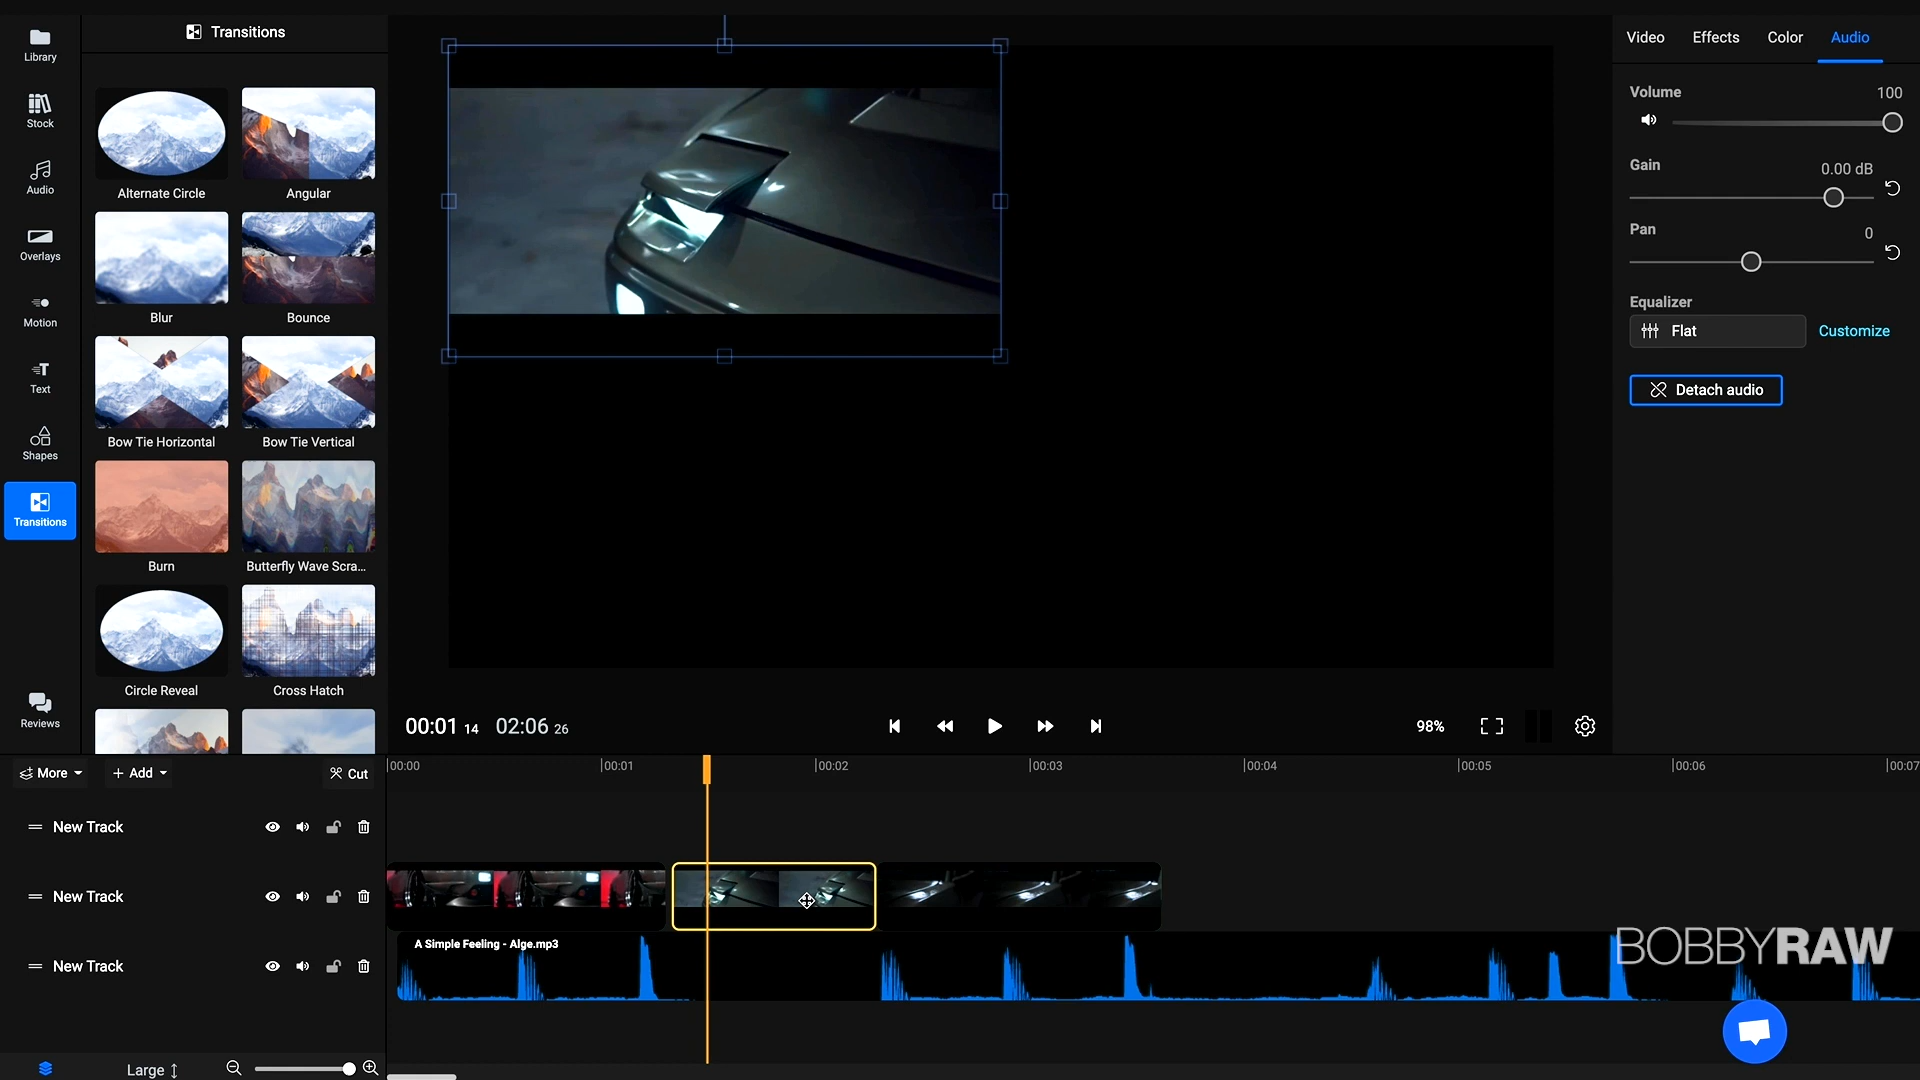 Library
Stock
Audio
Overlays
Motion
Text
Shapes
Transitions
Reviews
Transitions
Alternate Circle
Angular
Blur
Bounce
Bow Tie Horizontal
Bow Tie Vertical
Burn
Butterfly Wave Scra...
Circle Reveal
Cross Hatch
00:01 14 02:06 26
98%
Video Effects Color Audio
Volume 100
Gain 0.00 dB
Pan 0
Equalizer
Flat Customize
Detach audio
More + Add Cut
00:00 00:01 00:02 00:03 00:04 00:05 00:06 00:07
New Track
New Track
New Track
A Simple Feeling - Alge.mp3
BOBBYRAW
Large